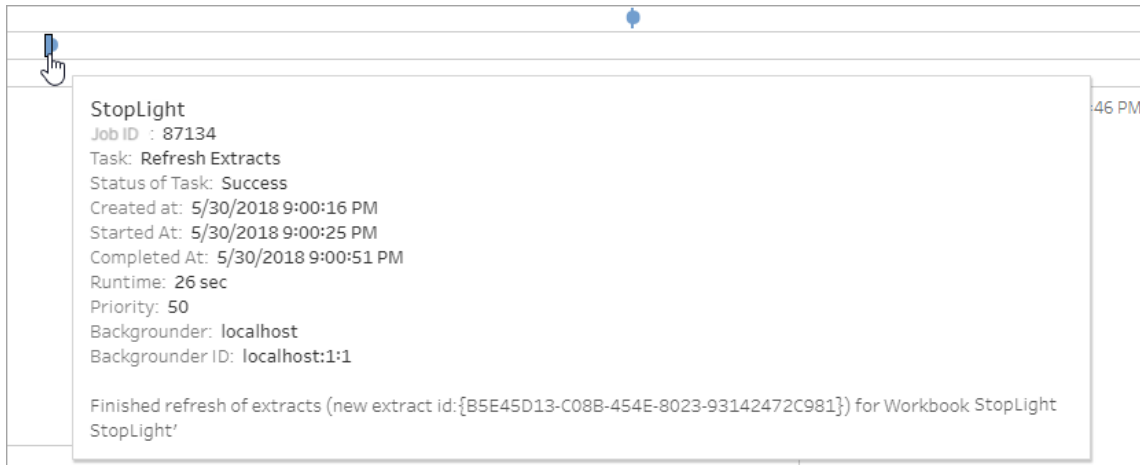 :46 PM
StopLight
Job ID : 87134
Task: Refresh Extracts
Status of Task: Success
Created at: 5/30/2018 9:00:16 PM
Started At: 5/30/2018 9:00:25 PM
Completed At: 5/30/2018 9:00:51 PM
Runtime: 26 sec
Priority: 50
Backgrounder: localhost
Backgrounder ID: localhost:1:1
Finished refresh of extracts (new extract id:{B5E45D13-C08B-454E-8023-93142472C981}) for Workbook StopLight
StopLight’